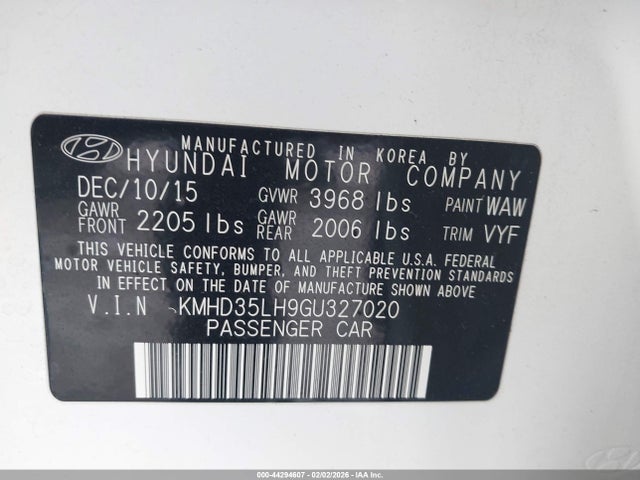 MANUFACTURED IN KOREA BY
HYUNDAI MOTOR COMPANY
DEC/10/15 GVWR 3968 lbs PAINT WAW
GAWR FRONT 2205 lbs GAWR REAR 2006 lbs TRIM VYF
THIS VEHICLE CONFORMS TO ALL APPLICABLE U.S.A. FEDERAL
MOTOR VEHICLE SAFETY, BUMPER, AND THEFT PREVENTION STANDARDS
IN EFFECT ON THE DATE OF MANUFACTURE SHOWN ABOVE.
V.I.N KMHD35LH9GU327020
PASSENGER CAR
000-44294607 - 02/02/2026 - IAA Inc.